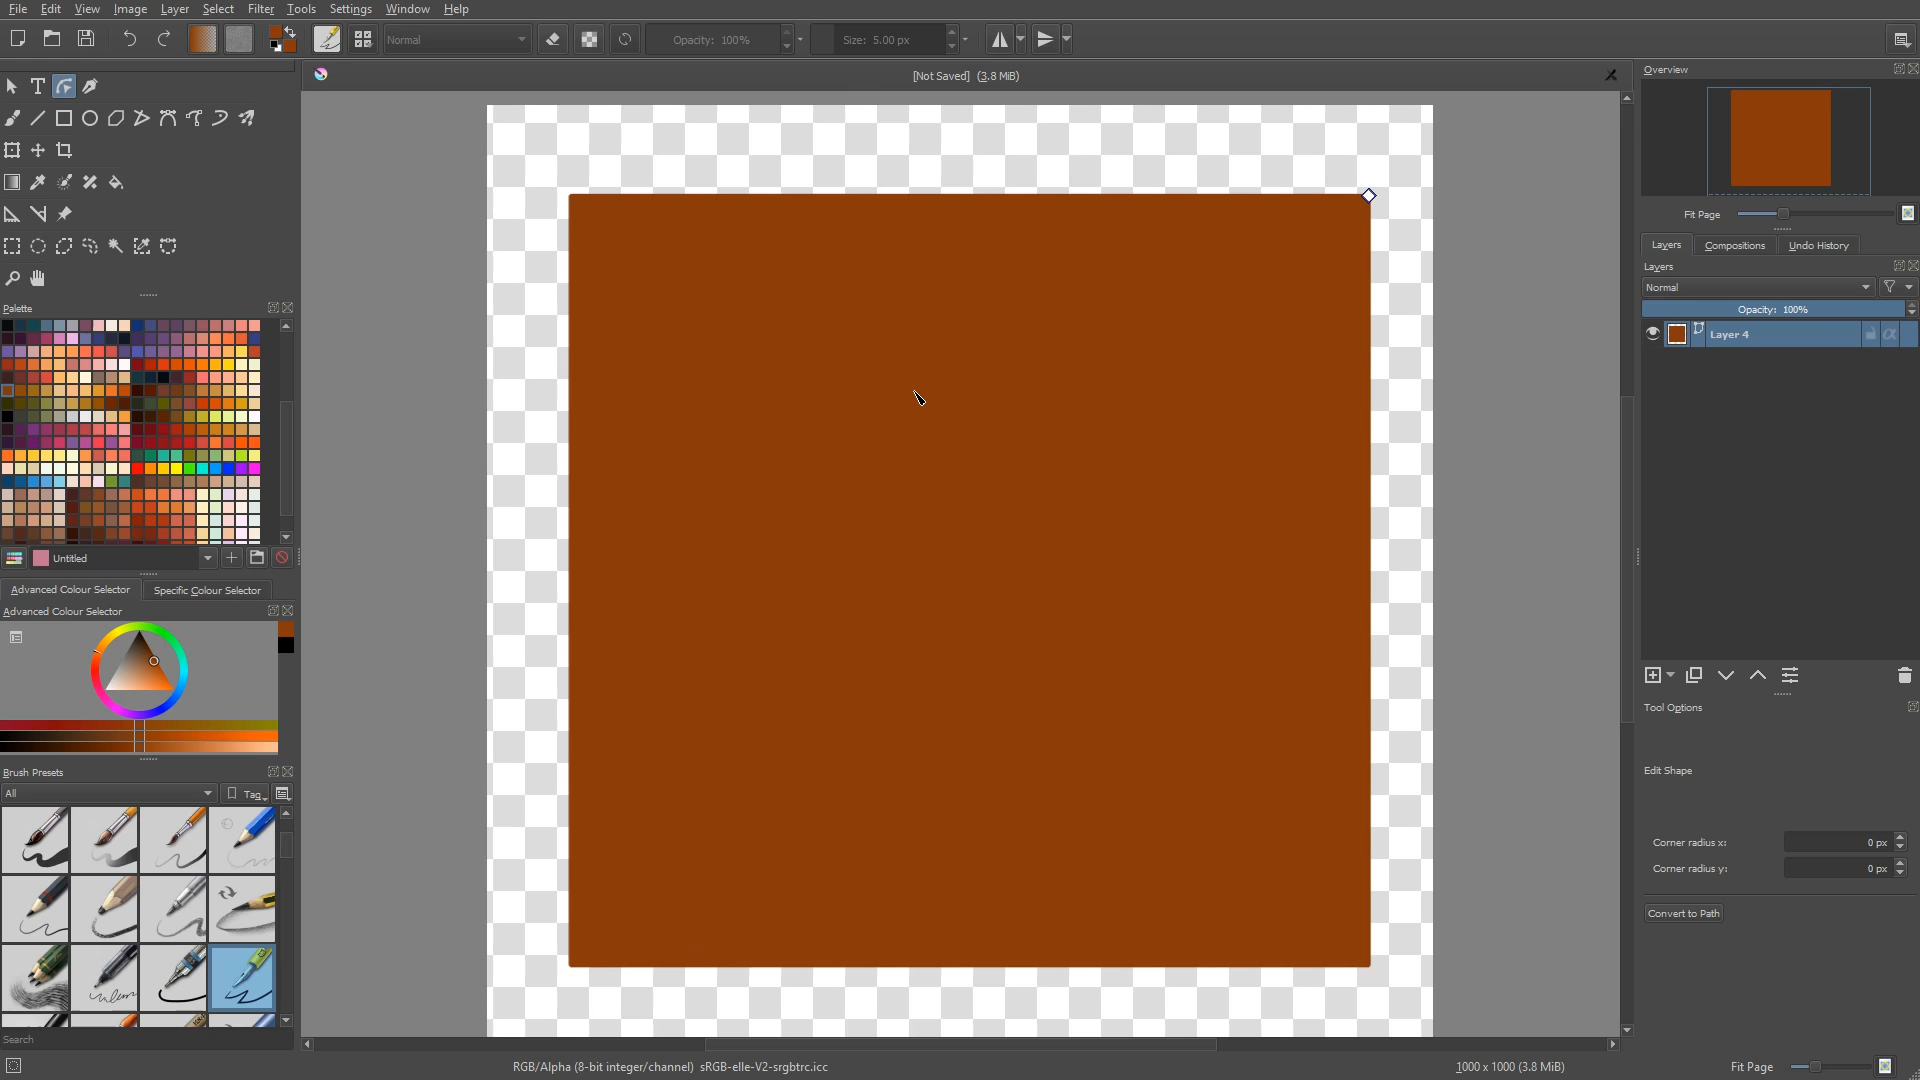 File Edit View Image Layer Select Filter Tools Settings Window Help
Normal Opacity: 100% Size: 5.00 px
[Not Saved] (3.8 MiB)
Overview
Fit Page
Layers Compositions Undo History
Layers
Normal
Opacity: 100%
Layer 4
Palette
Untitled
Advanced Colour Selector Specific Colour Selector
Advanced Colour Selector
Brush Presets
All Tag
Search
Tool Options
Edit Shape
Corner radius x: 0 px
Corner radius y: 0 px
Convert to Path
RGB/Alpha (8-bit integer/channel) sRGB-elle-V2-srgbtrc.icc
1000 x 1000 (3.8 MiB)
Fit Page